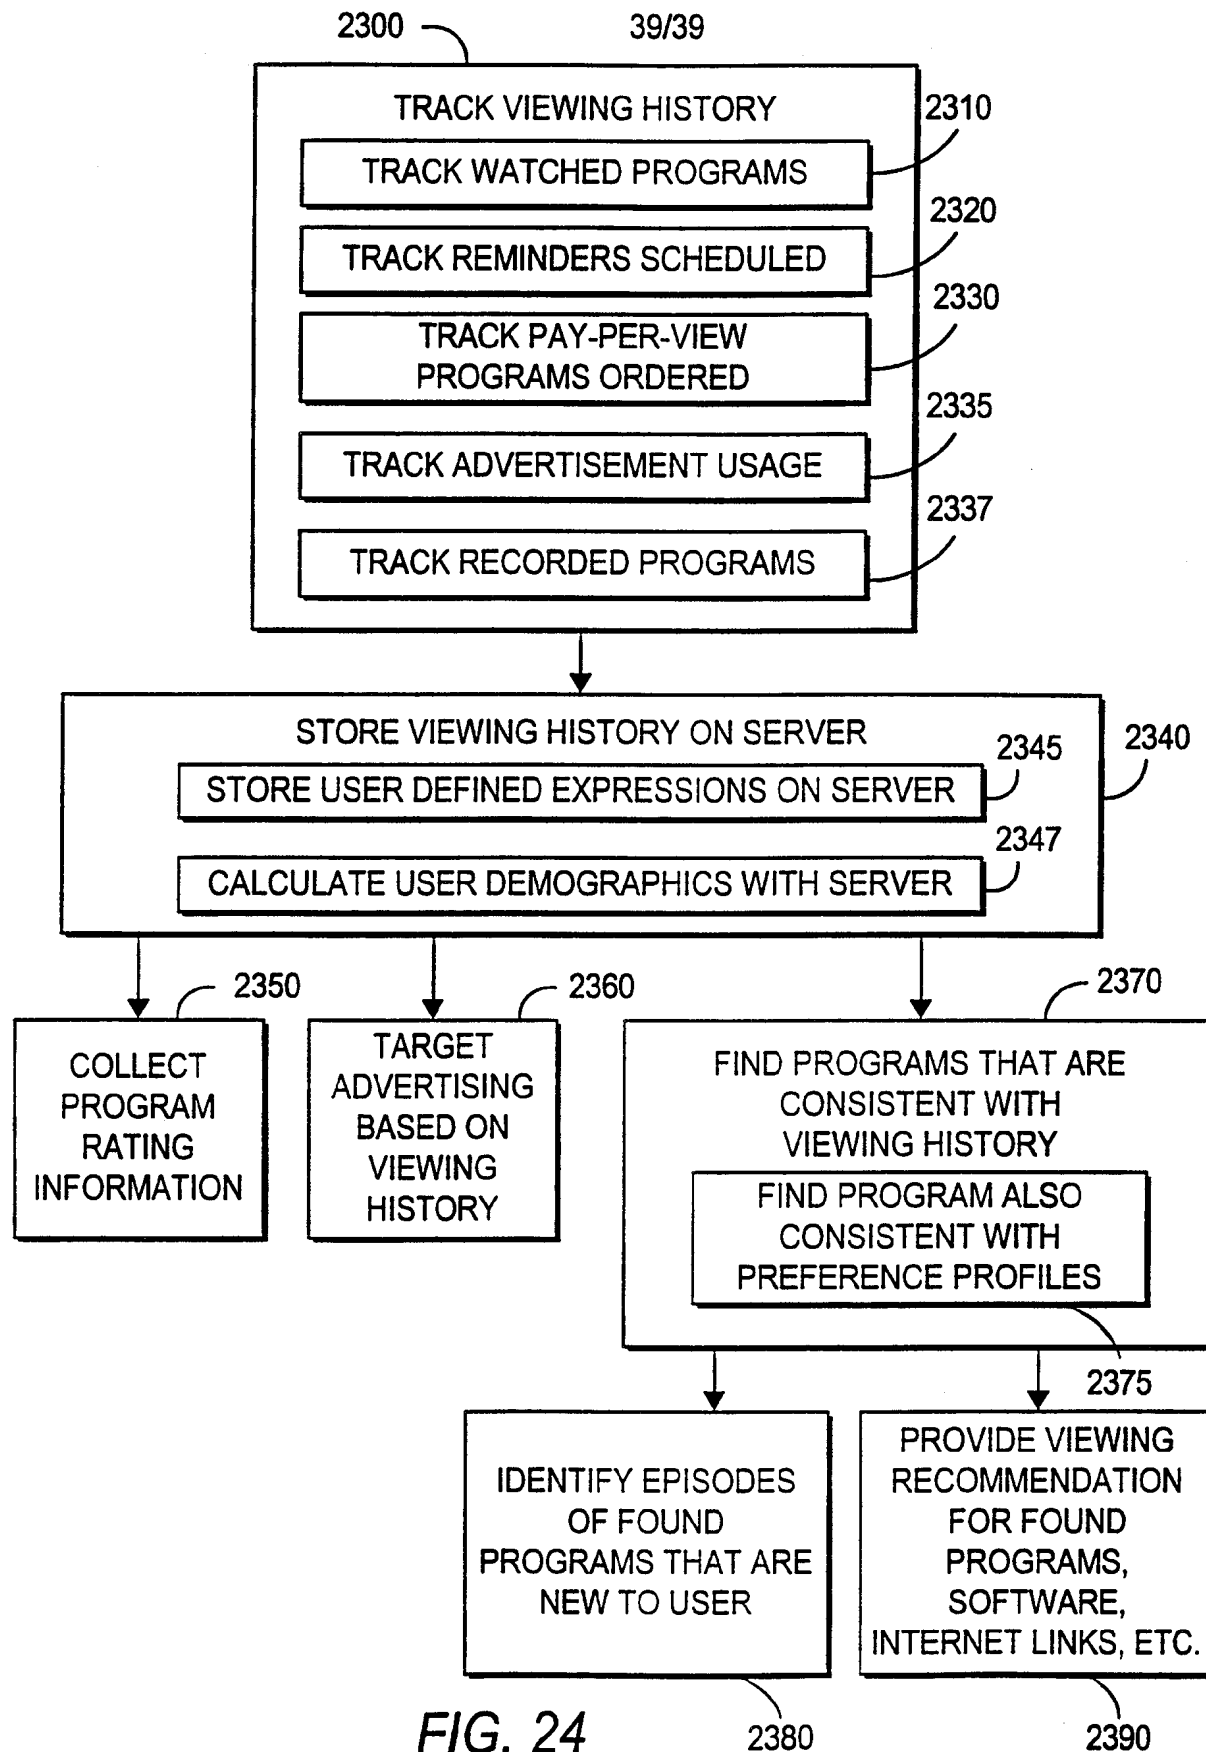 2300
39/39
TRACK VIEWING HISTORY
2310
TRACK WATCHED PROGRAMS
2320
TRACK REMINDERS SCHEDULED
2330
TRACK PAY-PER-VIEW
PROGRAMS ORDERED
2335
TRACK ADVERTISEMENT USAGE
2337
TRACK RECORDED PROGRAMS
STORE VIEWING HISTORY ON SERVER
2345
2340
STORE USER DEFINED EXPRESSIONS ON SERVER
2347
CALCULATE USER DEMOGRAPHICS WITH SERVER
2350
COLLECT
PROGRAM
RATING
INFORMATION
2360
TARGET
ADVERTISING
BASED ON
VIEWING
HISTORY
2370
FIND PROGRAMS THAT ARE
CONSISTENT WITH
VIEWING HISTORY
FIND PROGRAM ALSO
CONSISTENT WITH
PREFERENCE PROFILES
2375
IDENTIFY EPISODES
OF FOUND
PROGRAMS THAT ARE
NEW TO USER
2380
PROVIDE VIEWING
RECOMMENDATION
FOR FOUND
PROGRAMS,
SOFTWARE,
INTERNET LINKS, ETC.
2390
FIG. 24